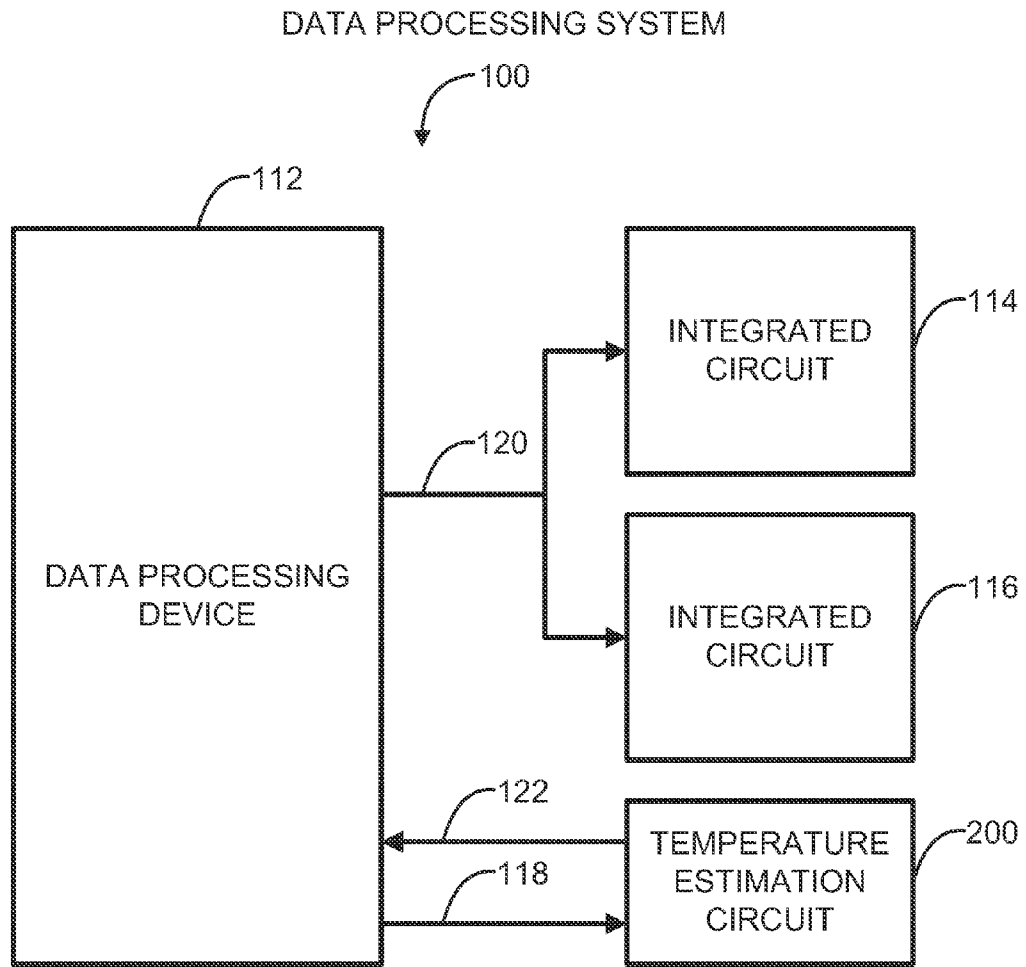 DATA PROCESSING SYSTEM
100
112
114
INTEGRATED
CIRCUIT
120
DATA PROCESSING
DEVICE
116
INTEGRATED
CIRCUIT
122
200
TEMPERATURE
ESTIMATION
CIRCUIT
118